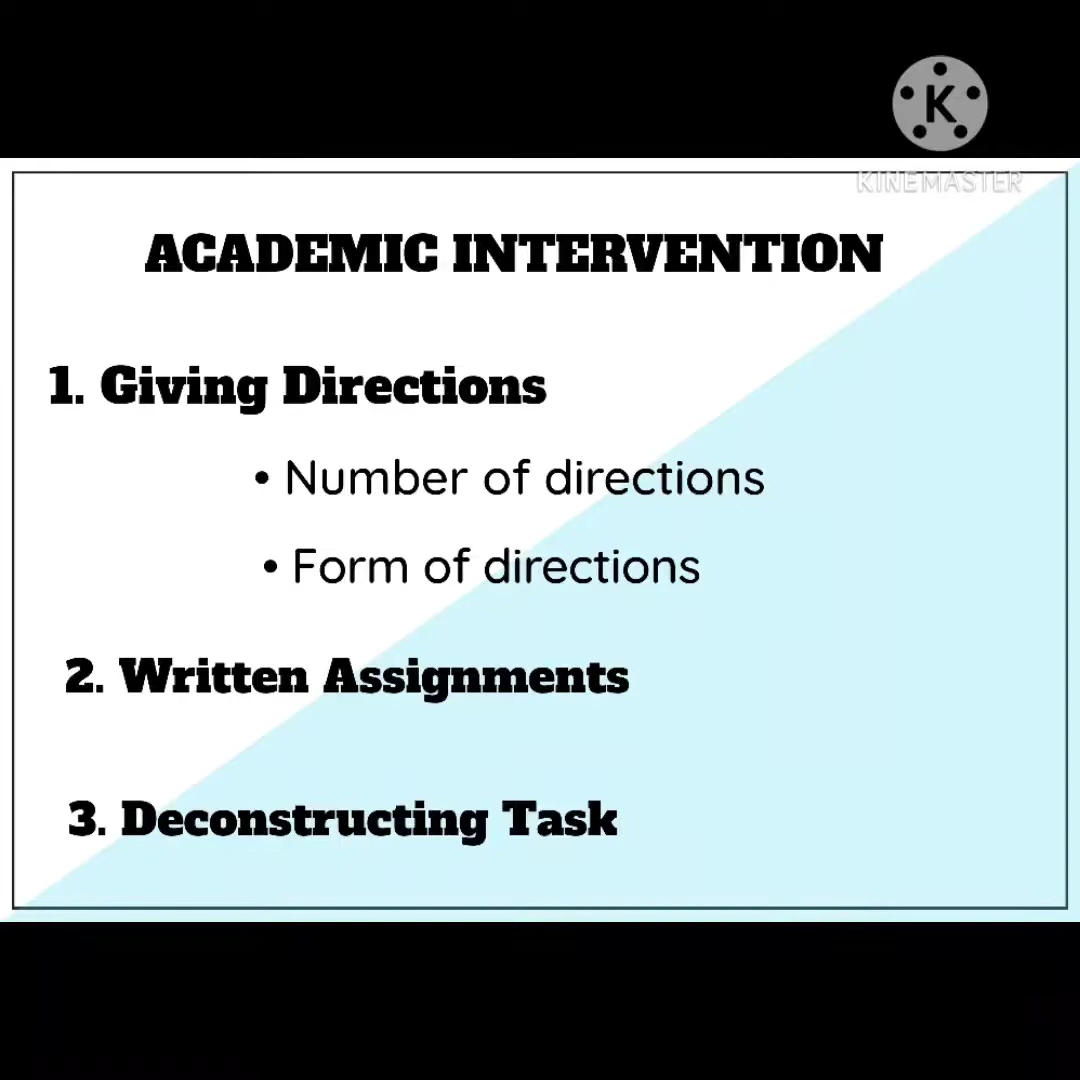 K
KINEMASTER
ACADEMIC INTERVENTION
1. Giving Directions
• Number of directions
• Form of directions
2. Written Assignments
3. Deconstructing Task